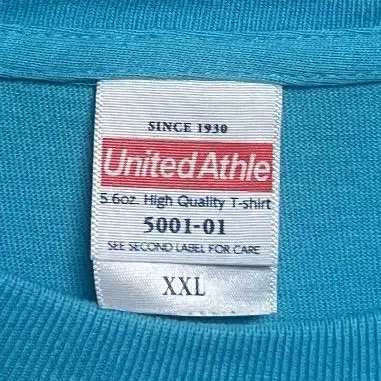 SINCE 1930
United Athle
5.6oz. High Quality T-shirt
5001-01
SEE SECOND LABEL FOR CARE
XXL